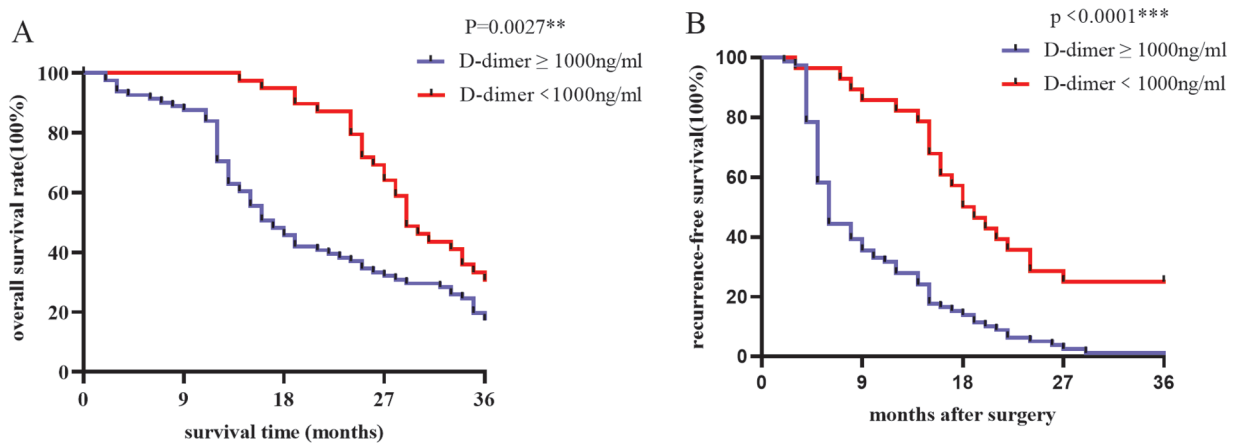 A
P=0.0027**
D-dimer ≥ 1000ng/ml
D-dimer <1000ng/ml
overall survival rate(100%)
100
80
60
40
20
0
0 9 18 27 36
survival time (months)
B
p <0.0001***
D-dimer ≥ 1000ng/ml
D-dimer < 1000ng/ml
recurrence-free survival(100%)
100
80
60
40
20
0
0 9 18 27 36
months after surgery